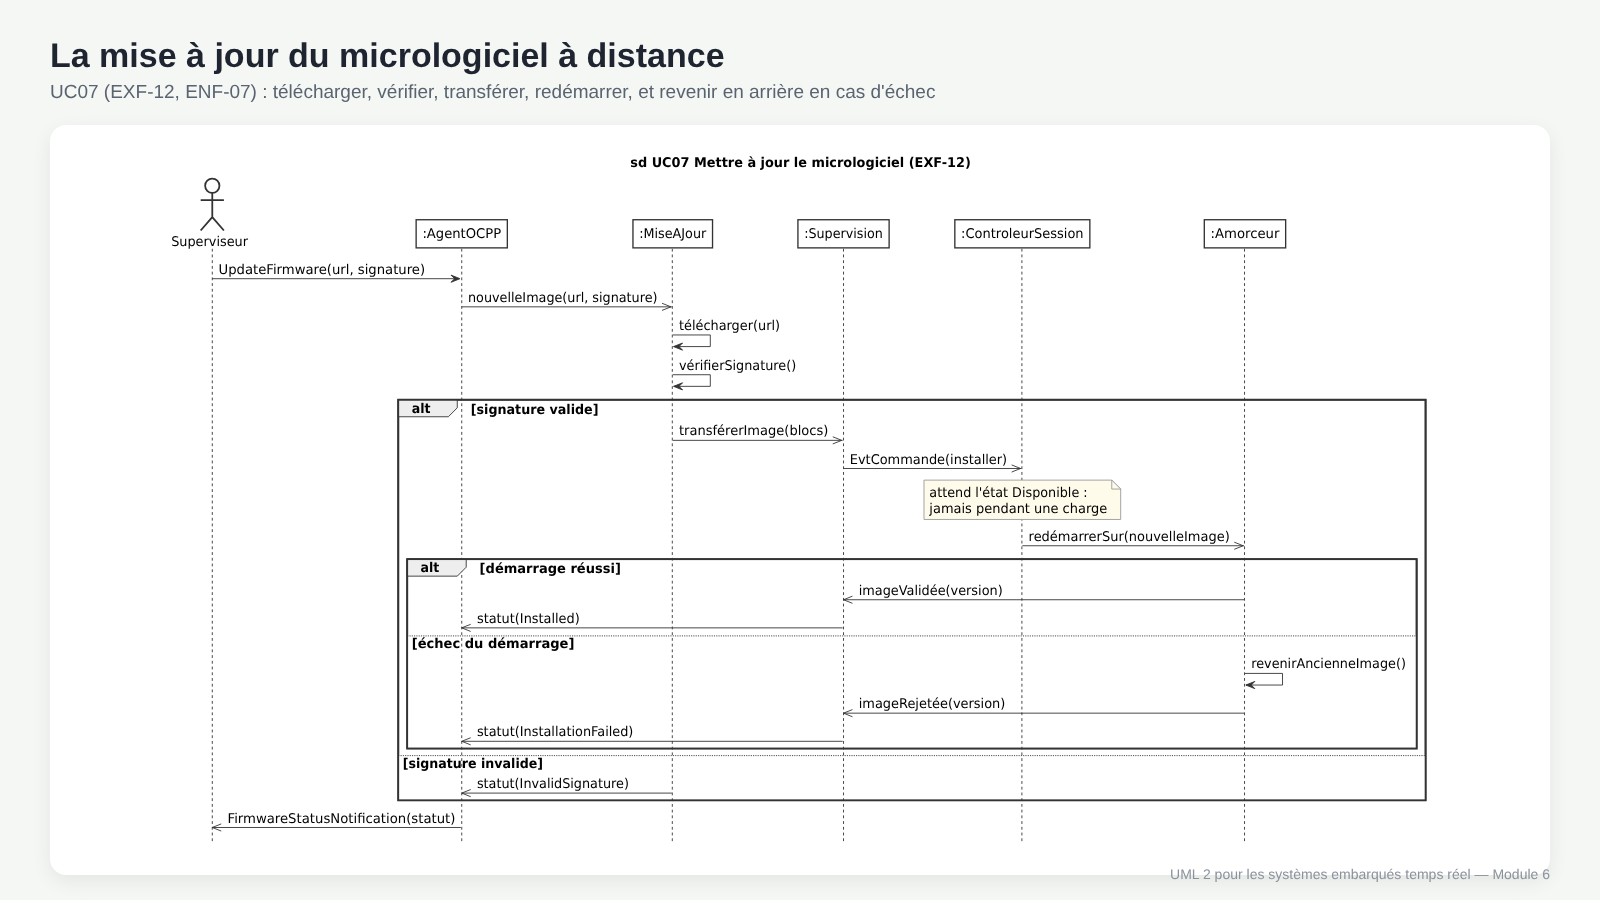 La mise à jour du micrologiciel à distance
UC07 (EXF-12, ENF-07) : télécharger, vérifier, transférer, redémarrer, et revenir en arrière en cas d'échec
sd UC07 Mettre à jour le micrologiciel (EXF-12)
Superviseur
:AgentOCPP
:MiseAJour
:Supervision
:ControleurSession
:Amorceur
UpdateFirmware(url, signature)
nouvelleImage(url, signature)
télécharger(url)
vérifierSignature()
alt
[signature valide]
transférerImage(blocs)
EvtCommande(installer)
attend l'état Disponible :
jamais pendant une charge
redémarrerSur(nouvelleImage)
alt
[démarrage réussi]
imageValidée(version)
statut(Installed)
[échec du démarrage]
revenirAncienneImage()
imageRejetée(version)
statut(InstallationFailed)
[signature invalide]
statut(InvalidSignature)
FirmwareStatusNotification(statut)
UML 2 pour les systèmes embarqués temps réel — Module 6